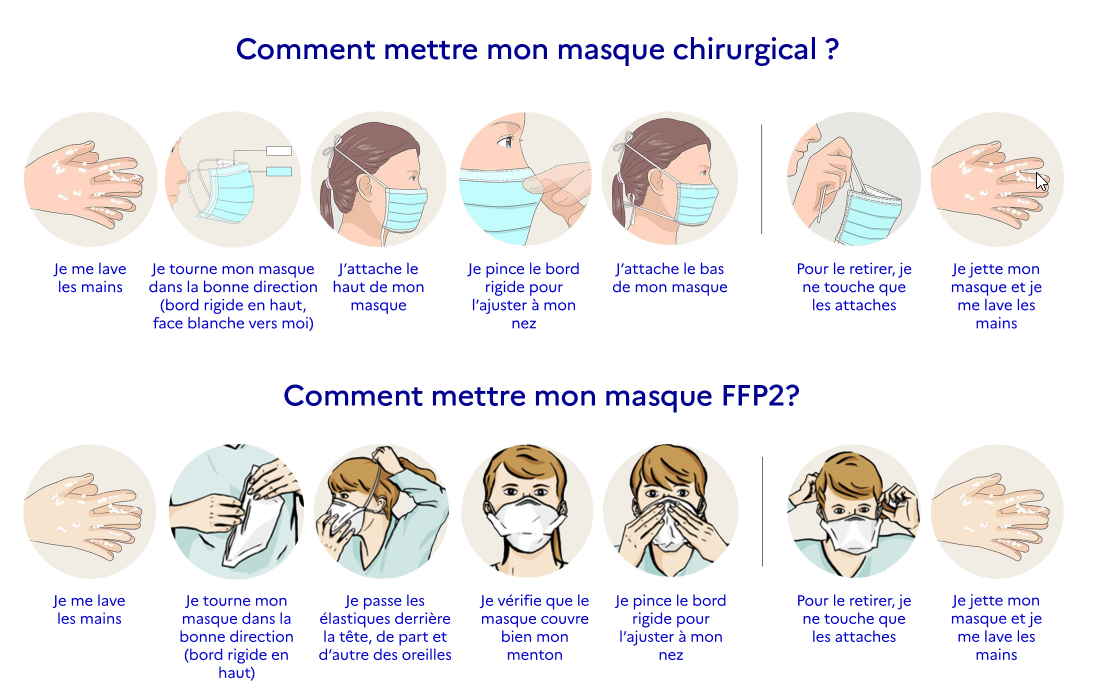 Comment mettre mon masque chirurgical ?
Je me lave
les mains
Je tourne mon masque
dans la bonne direction
(bord rigide en haut,
face blanche vers moi)
J’attache le
haut de mon
masque
Je pince le bord
rigide pour
l’ajuster à mon
nez
J’attache le bas
de mon masque
Pour le retirer, je
ne touche que
les attaches
Je jette mon
masque et je
me lave les
mains
Comment mettre mon masque FFP2?
Je me lave
les mains
Je tourne mon
masque dans la
bonne direction
(bord rigide en
haut)
Je passe les
élastiques derrière
la tête, de part et
d’autre des oreilles
Je vérifie que le
masque couvre
bien mon
menton
Je pince le bord
rigide pour
l’ajuster à mon
nez
Pour le retirer, je
ne touche que
les attaches
Je jette mon
masque et je
me lave les
mains